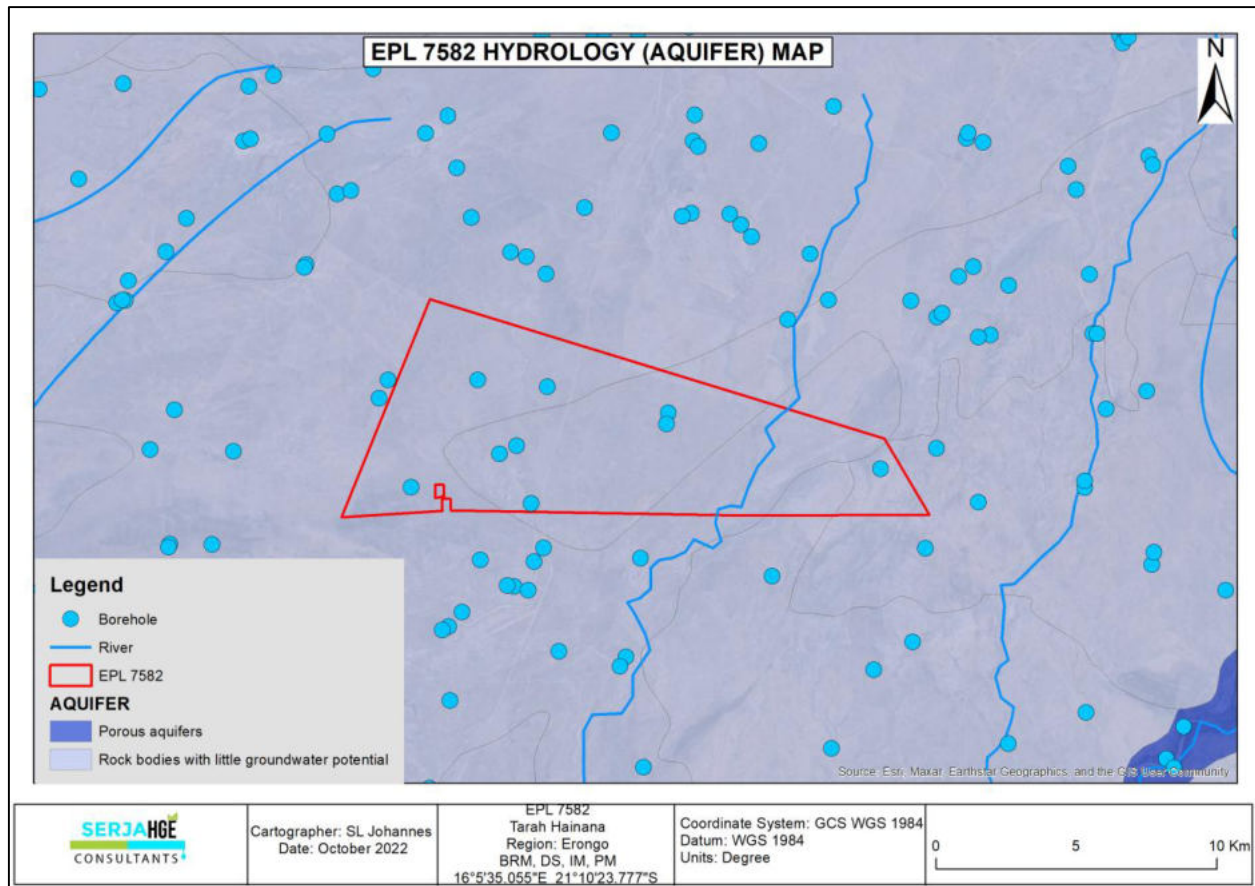 EPL 7582 HYDROLOGY (AQUIFER) MAP
N
Legend
Borehole
River
EPL 7582
AQUIFER
Porous aquifers
Rock bodies with little groundwater potential
Source: Esri, Maxar, Earthstar Geographics, and the GIS User Community
SERJAHGE
CONSULTANTS
Cartographer: SL Johannes
Date: October 2022
EPL 7582
Tarah Hainana
Region: Erongo
BRM, DS, IM, PM
16°5'35.055"E 21°10'23.777"S
Coordinate System: GCS WGS 1984
Datum: WGS 1984
Units: Degree
0 5 10 Km